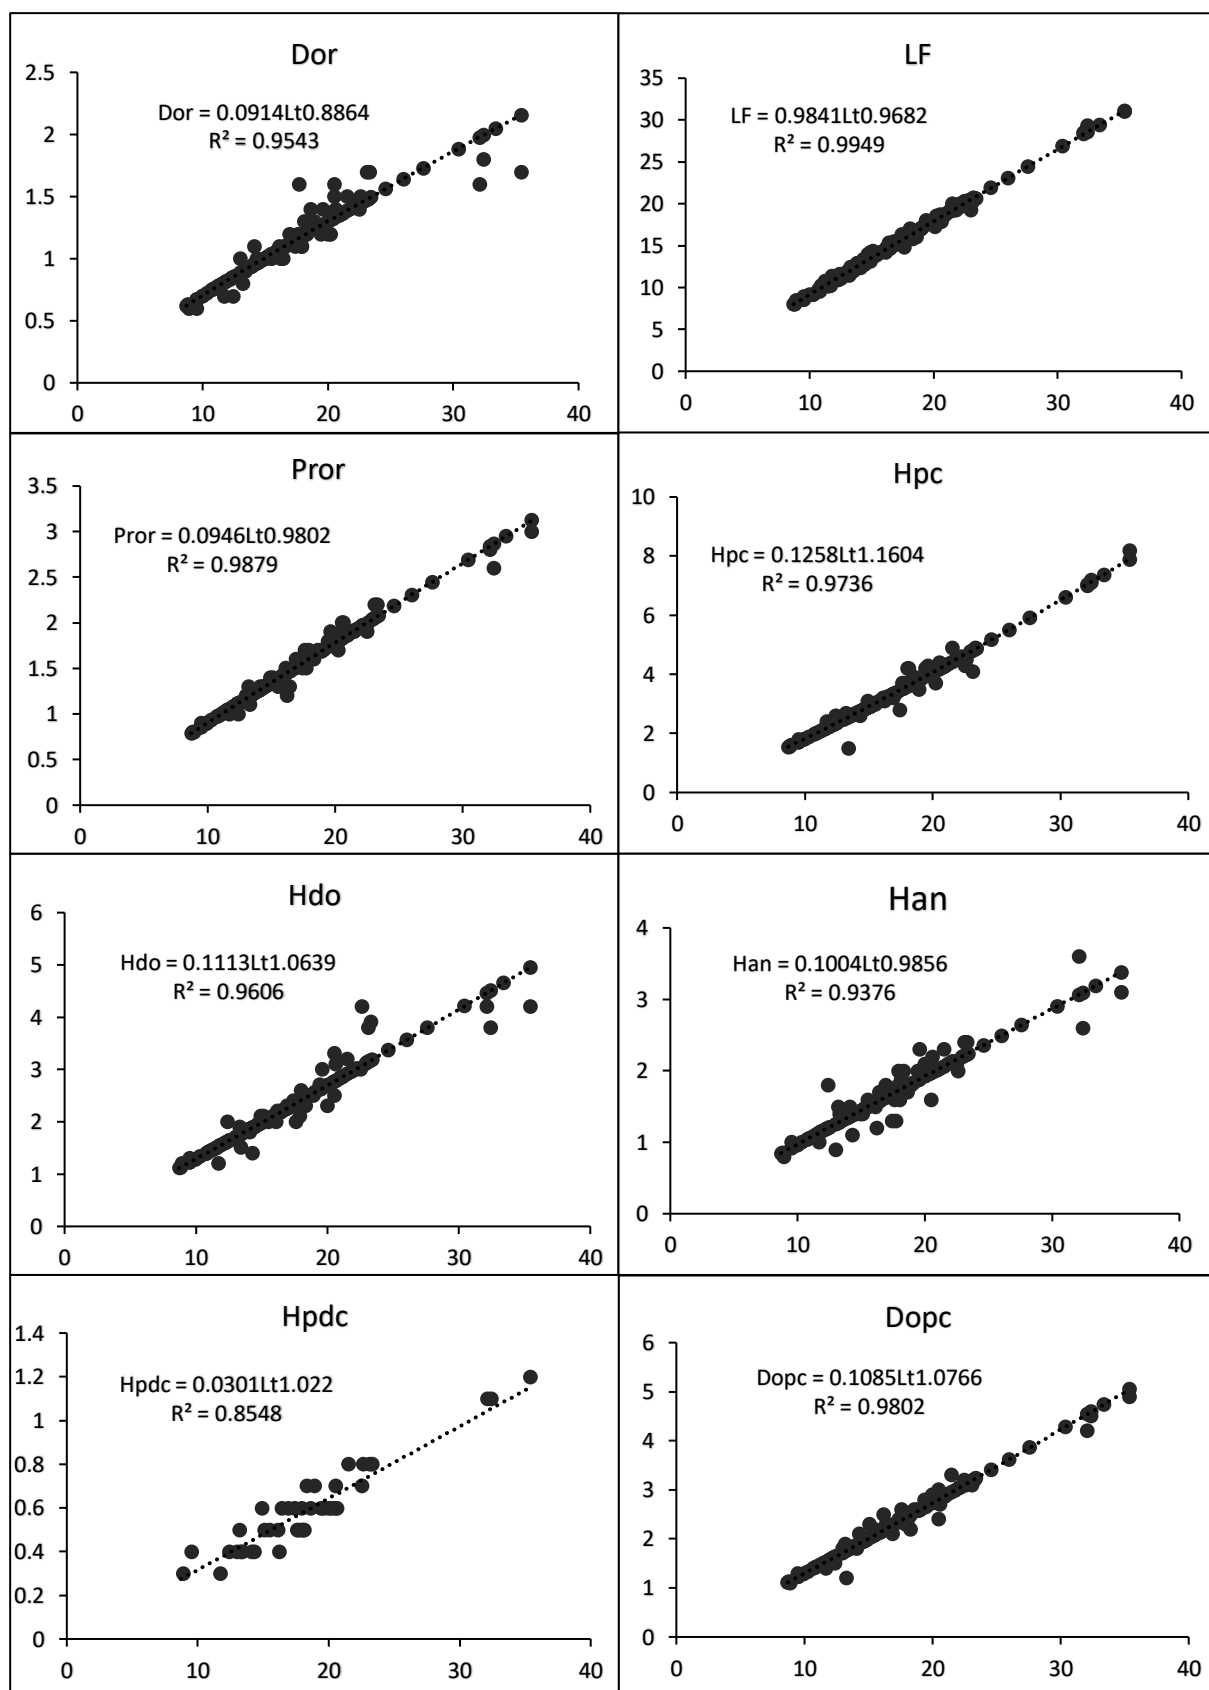 Dor
2.5
Dor = 0.0914Lt0.8864
R² = 0.9543
2
1.5
1
0.5
0
0 10 20 30 40
LF
35
LF = 0.9841Lt0.9682
R² = 0.9949
30
25
20
15
10
5
0
0 10 20 30 40
Pror
3.5
Pror = 0.0946Lt0.9802
R² = 0.9879
3
2.5
2
1.5
1
0.5
0
0 10 20 30 40
Hpc
10
Hpc = 0.1258Lt1.1604
R² = 0.9736
8
6
4
2
0
0 10 20 30 40
Hdo
6
Hdo = 0.1113Lt1.0639
R² = 0.9606
5
4
3
2
1
0
0 10 20 30 40
Han
4
Han = 0.1004Lt0.9856
R² = 0.9376
3
2
1
0
0 10 20 30 40
Hpdc
1.4
Hpdc = 0.0301Lt1.022
R² = 0.8548
1.2
1
0.8
0.6
0.4
0.2
0
0 10 20 30 40
Dopc
6
Dopc = 0.1085Lt1.0766
R² = 0.9802
5
4
3
2
1
0
0 10 20 30 40